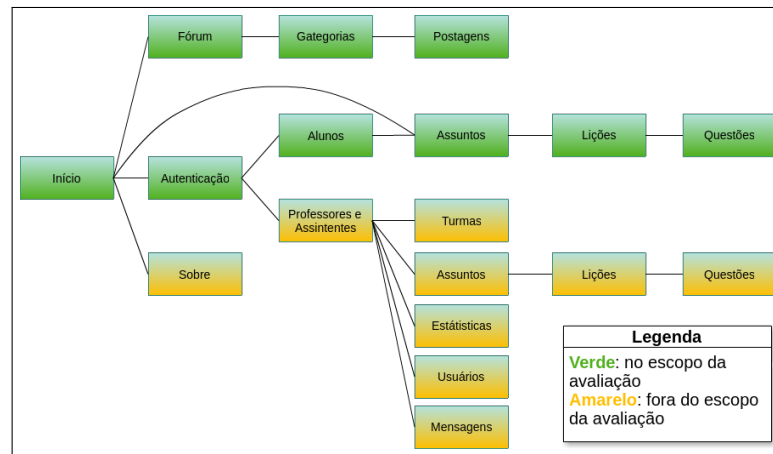 Fórum
Gategorias
Postagens
Alunos
Assuntos
Lições
Questões
Início
Autenticação
Professores e
Assintentes
Turmas
Sobre
Assuntos
Lições
Questões
Estátisticas
Usuários
Mensagens
Legenda
Verde: no escopo da
avaliação
Amarelo: fora do escopo
da avaliação